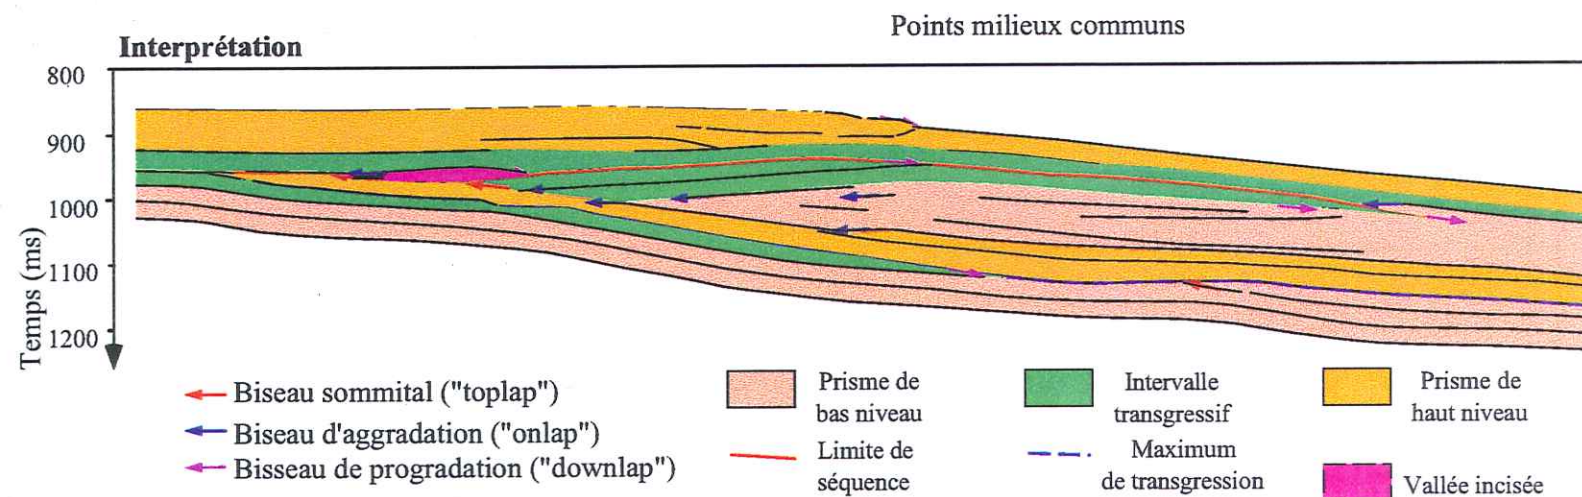 Points milieux communs
Interprétation
800
900
1000
1100
1200
Temps (ms)
Biseau sommital ("toplap")
Biseau d'aggradation ("onlap")
Bisseau de progradation ("downlap")
Prisme de
bas niveau
Limite de
séquence
Intervalle
transgressif
Maximum
de transgression
Prisme de
haut niveau
Vallée incisée